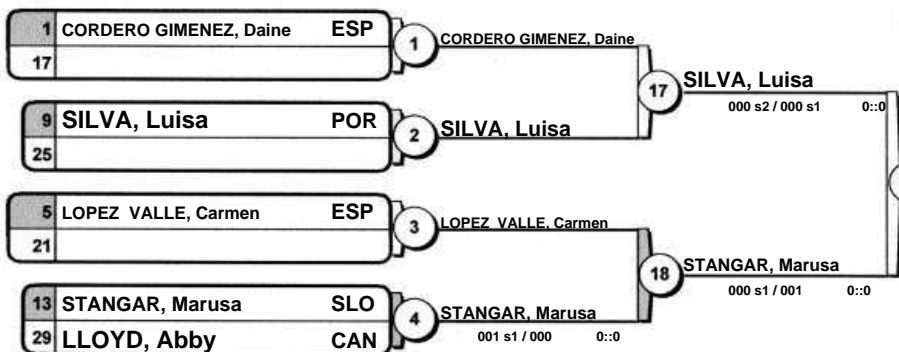 1 CORDERO GIMENEZ, Daine ESP
17
1 CORDERO GIMENEZ, Daine
9 SILVA, Luisa POR
25
2 SILVA, Luisa
17 SILVA, Luisa
000 s2 / 000 s1 0::0
5 LOPEZ VALLE, Carmen ESP
21
3 LOPEZ VALLE, Carmen
13 STANGAR, Marusa SLO
29 LLOYD, Abby CAN
4 STANGAR, Marusa
001 s1 / 000 0::0
18 STANGAR, Marusa
000 s1 / 001 0::0